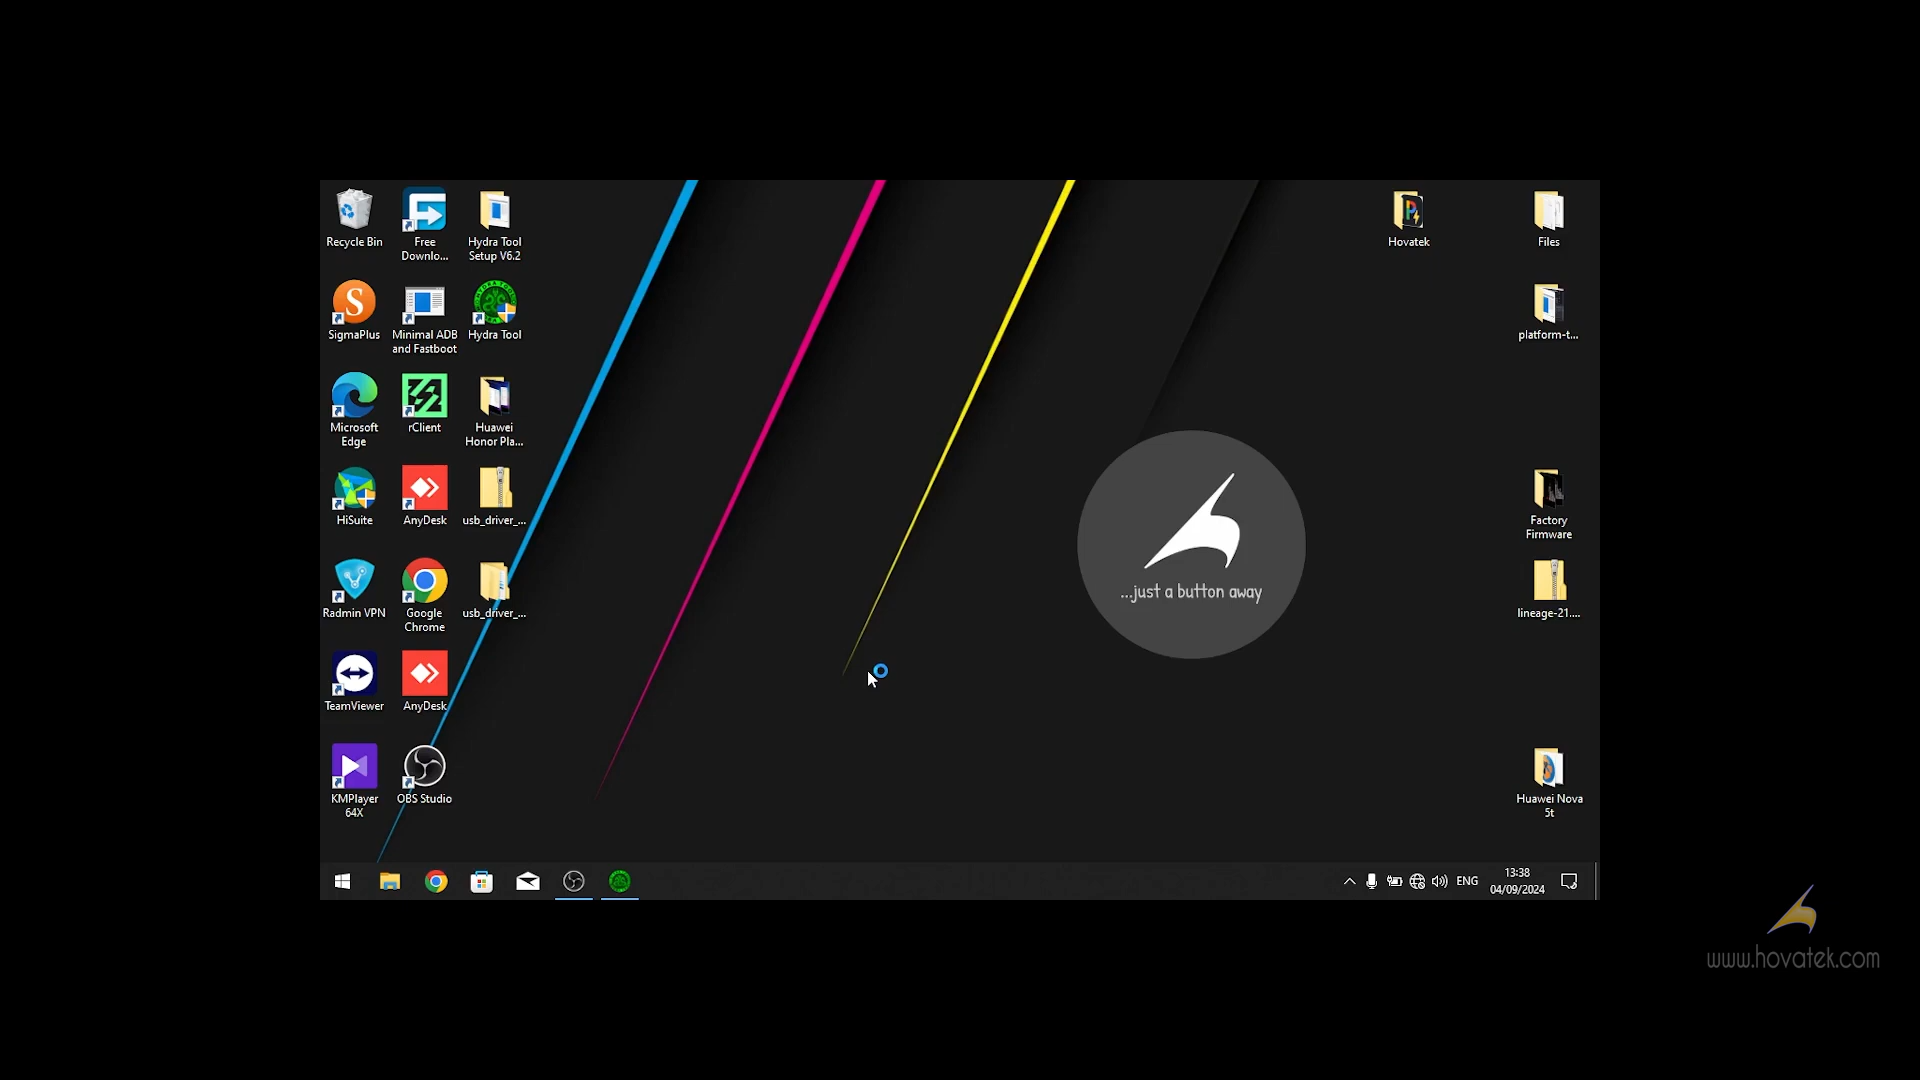 Recycle Bin
Free
Downlo...
Hydra Tool
Setup V6.2
Hovatek
Files
SigmaPlus
Minimal ADB
and Fastboot
Hydra Tool
platform-t...
Microsoft
Edge
rClient
Huawei
Honor Pla...
HiSuite
AnyDesk
usb_driver_...
Factory
Firmware
...just a button away
Radmin VPN
Google
Chrome
usb_driver_...
lineage-21....
TeamViewer
AnyDesk
KMPlayer
64X
OBS Studio
Huawei Nova
5t
ENG
13:38
04/09/2024
www.hovatek.com